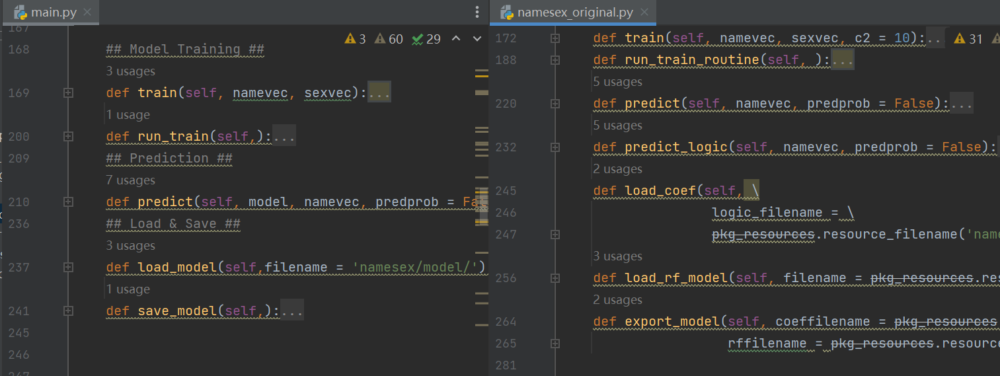 main.py
167
3 60 29
168 ## Model Training ##
3 usages
169 def train(self, namevec, sexvec):...
1 usage
200 def run_train(self,):...
209 ## Prediction ##
7 usages
210 def predict(self, model, namevec, predprob = Fal
236 ## Load & Save ##
3 usages
237 def load_model(self,filename = 'namesex/model/')
1 usage
241 def save_model(self,):...
245
246
247
namesex_original.py
172 def train(self, namevec, sexvec, c2 = 10):... 31
188 def run_train_routine(self, ):...
5 usages
220 def predict(self, namevec, predprob = False):...
5 usages
232 def predict_logic(self, namevec, predprob = False):
2 usages
245 def load_coef(self, \
246 logic_filename = \
247 pkg_resources.resource_filename('name
3 usages
256 def load_rf_model(self, filename = pkg_resources.res
2 usages
264 def export_model(self, coeffilename = pkg_resources
265 rffilename = pkg_resources.resource
281